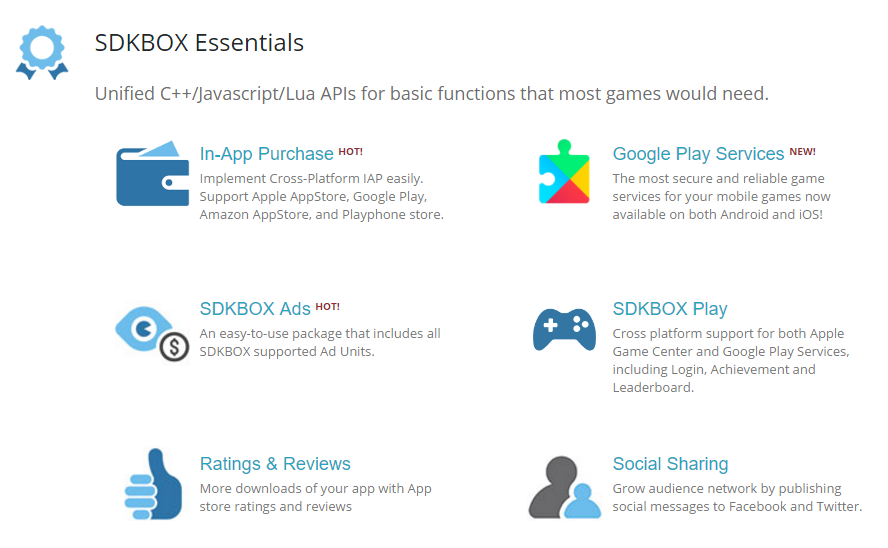 SDKBOX Essentials
Unified C++/Javascript/Lua APIs for basic functions that most games would need.
In-App Purchase HOT!
Implement Cross-Platform IAP easily.
Support Apple AppStore, Google Play,
Amazon AppStore, and Playphone store.
Google Play Services NEW!
The most secure and reliable game
services for your mobile games now
available on both Android and iOS!
SDKBOX Ads HOT!
An easy-to-use package that includes all
SDKBOX supported Ad Units.
SDKBOX Play
Cross platform support for both Apple
Game Center and Google Play Services,
including Login, Achievement and
Leaderboard.
Ratings & Reviews
More downloads of your app with App
store ratings and reviews
Social Sharing
Grow audience network by publishing
social messages to Facebook and Twitter.